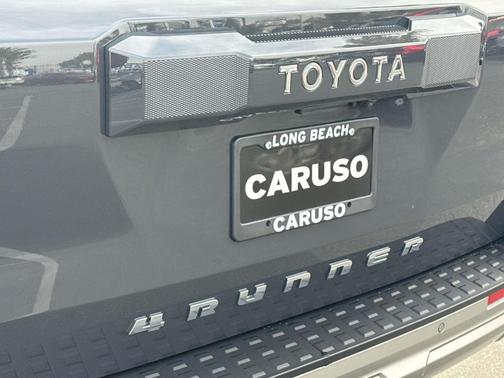 TOYOTA
LONG BEACH
CARUSO
CARUSO
4RUNNER